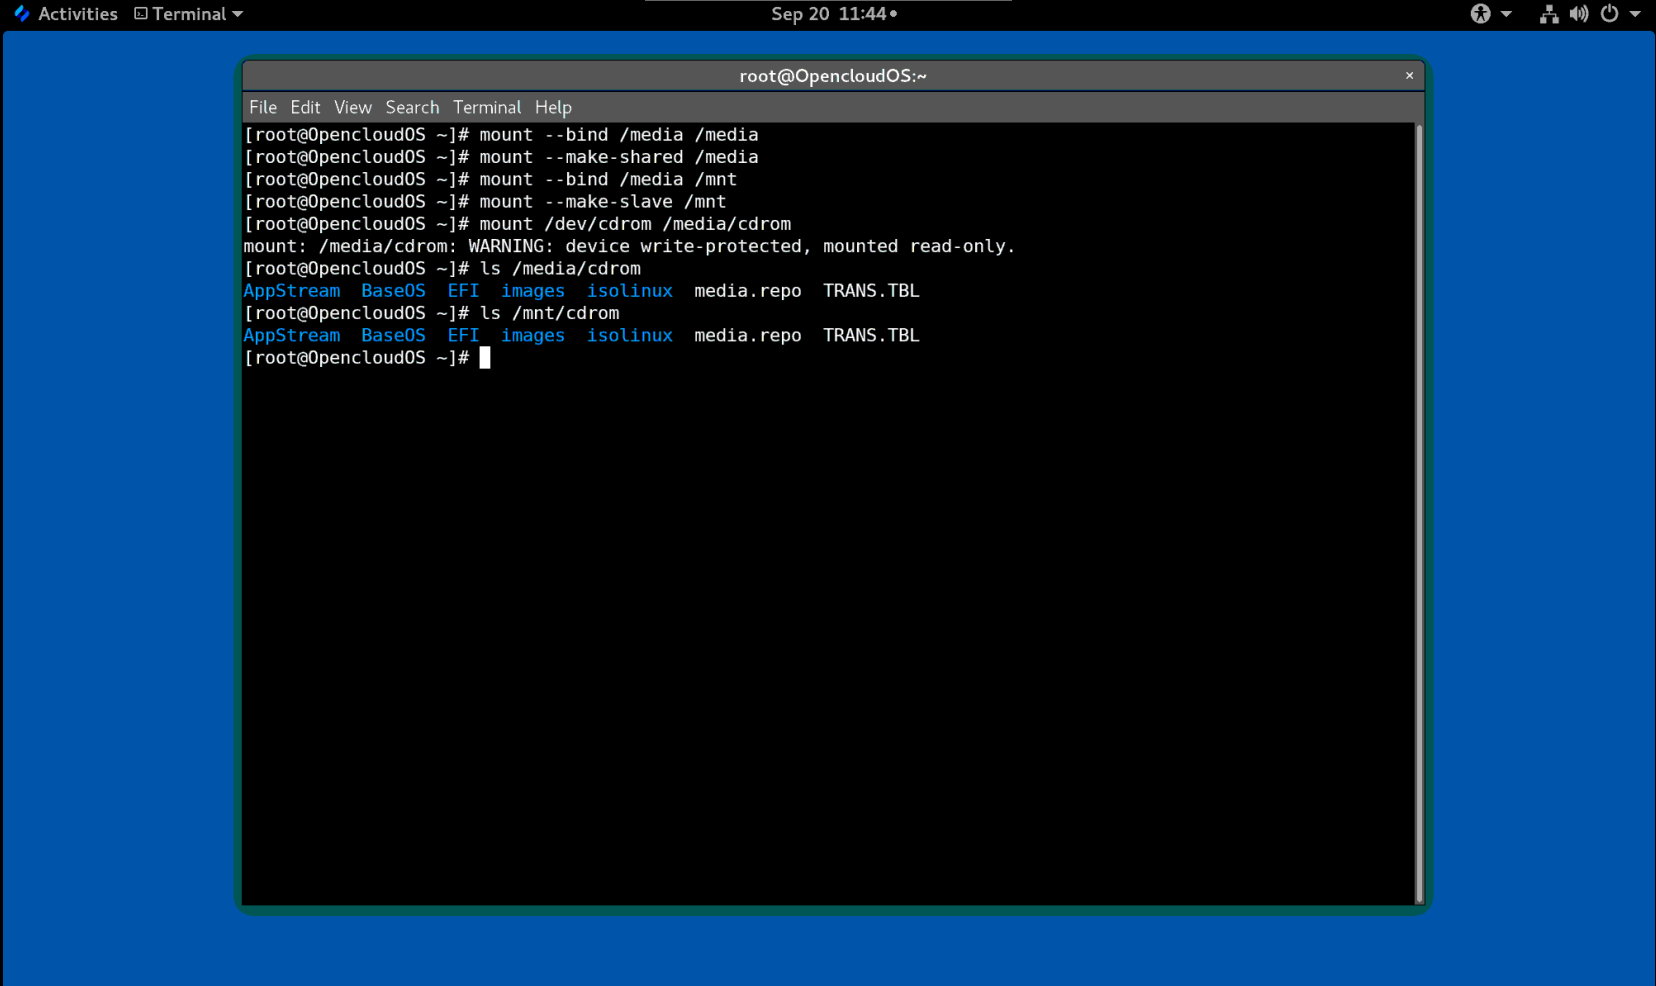 Activities Terminal Sep 20 11:44
root@OpencloudOS:~ ×
File Edit View Search Terminal Help
[root@OpencloudOS ~]# mount --bind /media /media
[root@OpencloudOS ~]# mount --make-shared /media
[root@OpencloudOS ~]# mount --bind /media /mnt
[root@OpencloudOS ~]# mount --make-slave /mnt
[root@OpencloudOS ~]# mount /dev/cdrom /media/cdrom
mount: /media/cdrom: WARNING: device write-protected, mounted read-only.
[root@OpencloudOS ~]# ls /media/cdrom
AppStream BaseOS EFI images isolinux media.repo TRANS.TBL
[root@OpencloudOS ~]# ls /mnt/cdrom
AppStream BaseOS EFI images isolinux media.repo TRANS.TBL
[root@OpencloudOS ~]#